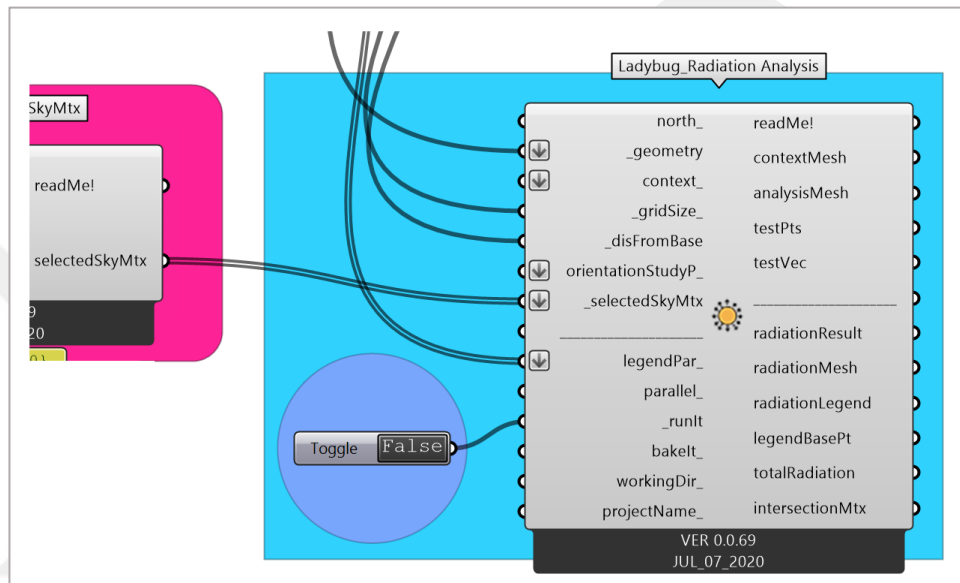 SkyMtx
readMe!
selectedSkyMtx
9
20
Ladybug_Radiation Analysis
north_
_geometry
context_
_gridSize_
_disFromBase
orientationStudyP_
_selectedSkyMtx
legendPar_
parallel_
_runIt
bakeIt_
workingDir_
projectName_
readMe!
contextMesh
analysisMesh
testPts
testVec
radiationResult
radiationMesh
radiationLegend
legendBasePt
totalRadiation
intersectionMtx
VER 0.0.69
JUL_07_2020
Toggle False